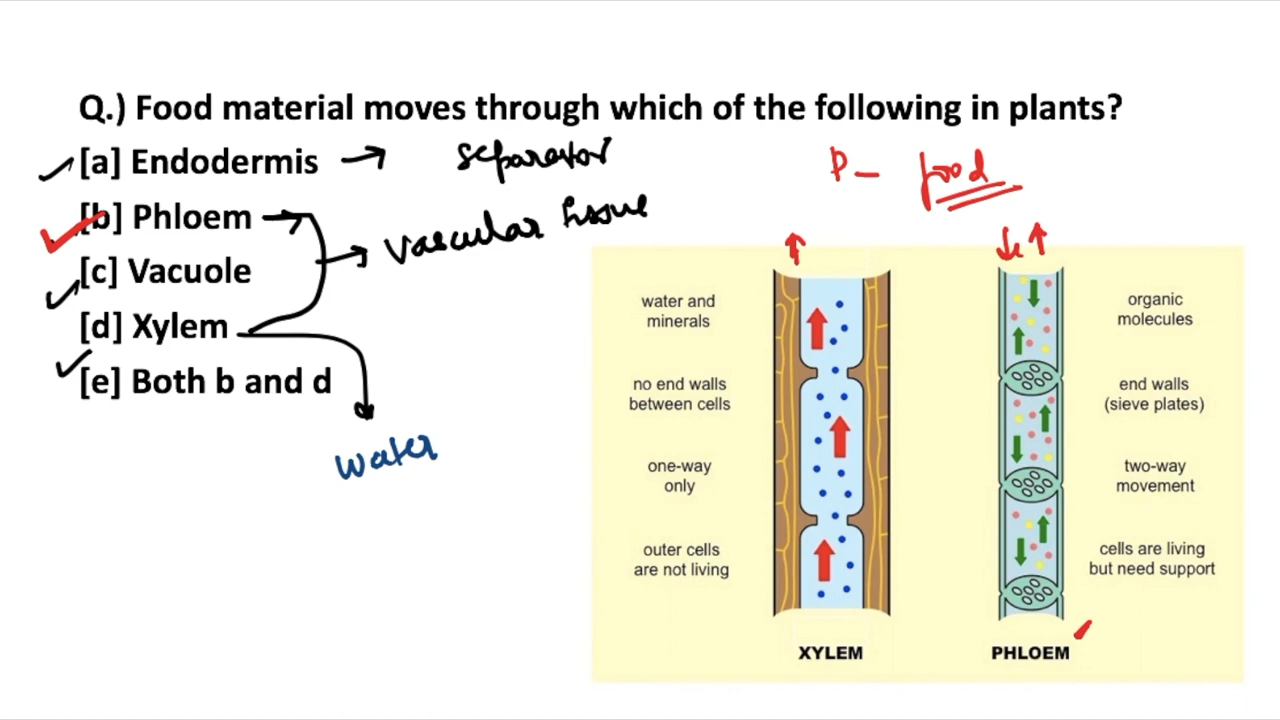 Q.) Food material moves through which of the following in plants?
[a] Endodermis → separator
[b] Phloem → vascular tissue
[c] Vacuole
[d] Xylem
[e] Both b and d
water
P - food
water and
minerals
no end walls
between cells
one-way
only
outer cells
are not living
XYLEM
organic
molecules
end walls
(sieve plates)
two-way
movement
cells are living
but need support
PHLOEM